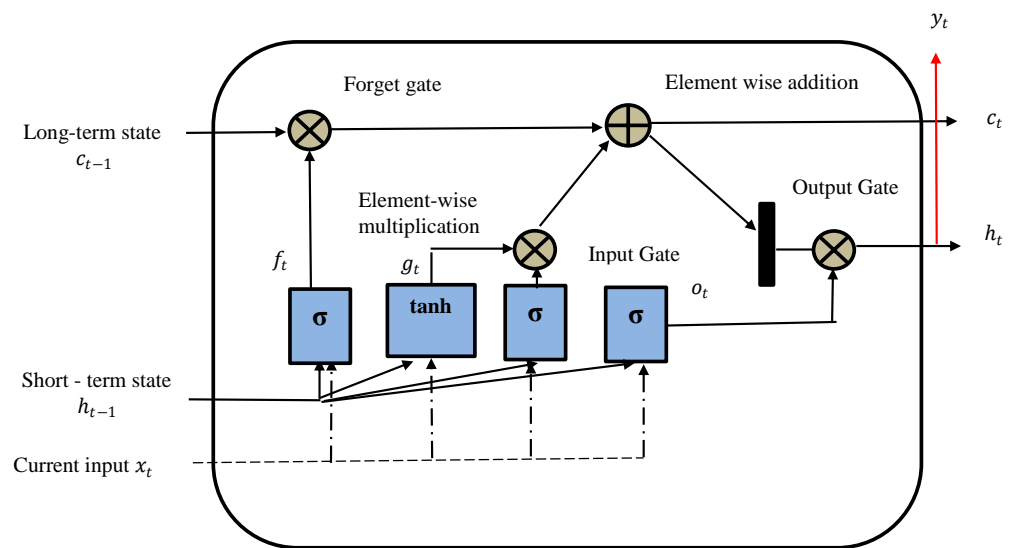 y_t
Forget gate
Element wise addition
Long-term state
c_{t-1}
c_t
Output Gate
Element-wise
multiplication
Input Gate
h_t
f_t
g_t
o_t
tanh
σ
σ
σ
Short - term state
h_{t-1}
Current input x_t